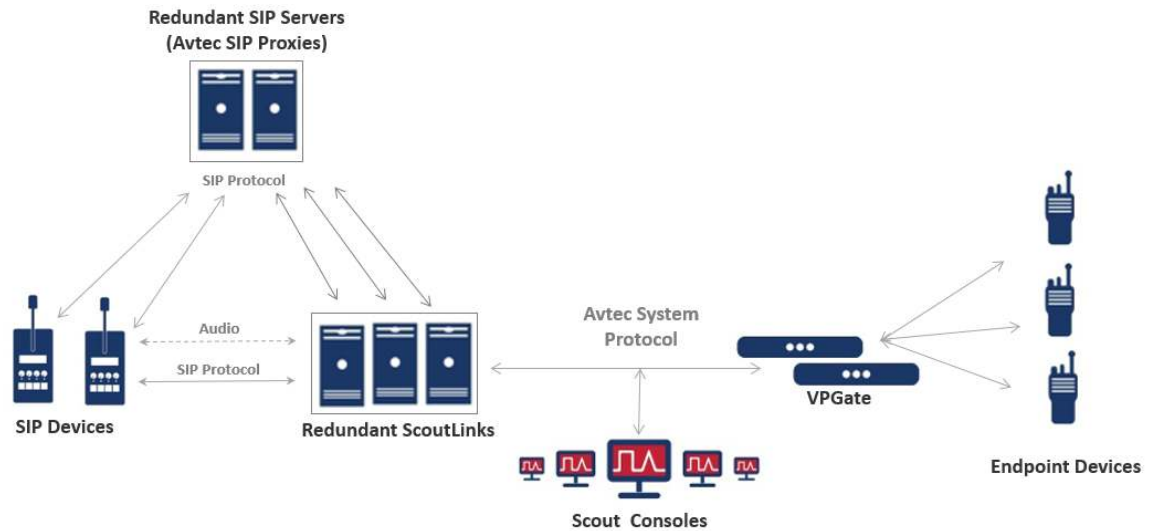 Redundant SIP Servers
(Avtec SIP Proxies)
SIP Protocol
Audio
SIP Protocol
SIP Devices
Redundant ScoutLinks
Avtec System
Protocol
VPGate
Scout Consoles
Endpoint Devices